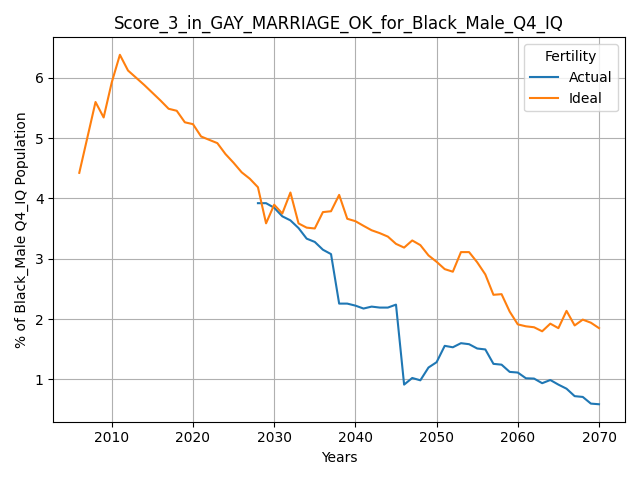 Score_3_in_GAY_MARRIAGE_OK_for_Black_Male_Q4_IQ
Fertility
Actual
Ideal
% of Black_Male Q4_IQ Population
6
5
4
3
2
1
2010 2020 2030 2040 2050 2060 2070
Years